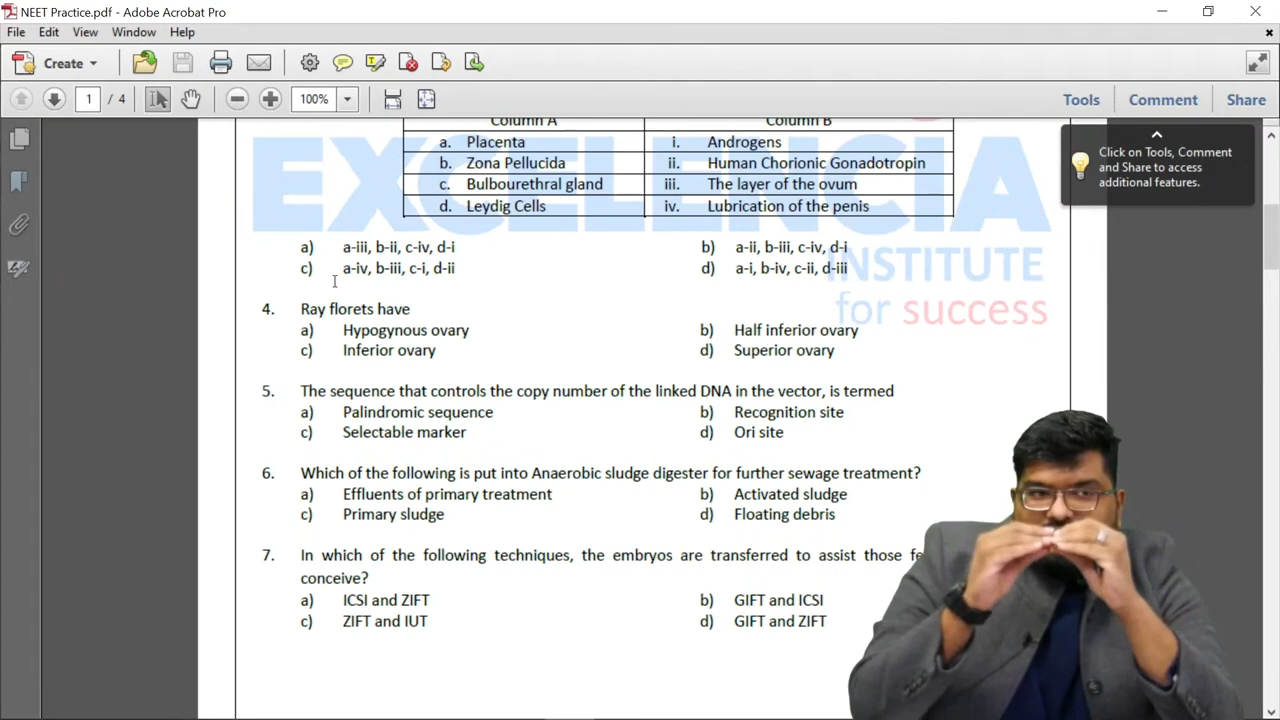 NEET Practice.pdf - Adobe Acrobat Pro
File Edit View Window Help
Create
1 / 4 100% Tools Comment Share
Click on Tools, Comment
and Share to access
additional features.
Column A Column B
a. Placenta i. Androgens
b. Zona Pellucida ii. Human Chorionic Gonadotropin
c. Bulbourethral gland iii. The layer of the ovum
d. Leydig Cells iv. Lubrication of the penis
EXCELENCIA
INSTITUTE
for success
a) a-iii, b-ii, c-iv, d-i b) a-ii, b-iii, c-iv, d-i
c) a-iv, b-iii, c-i, d-ii d) a-i, b-iv, c-ii, d-iii
4. Ray florets have
a) Hypogynous ovary b) Half inferior ovary
c) Inferior ovary d) Superior ovary
5. The sequence that controls the copy number of the linked DNA in the vector, is termed
a) Palindromic sequence b) Recognition site
c) Selectable marker d) Ori site
6. Which of the following is put into Anaerobic sludge digester for further sewage treatment?
a) Effluents of primary treatment b) Activated sludge
c) Primary sludge d) Floating debris
7. In which of the following techniques, the embryos are transferred to assist those fe
conceive?
a) ICSI and ZIFT b) GIFT and ICSI
c) ZIFT and IUT d) GIFT and ZIFT